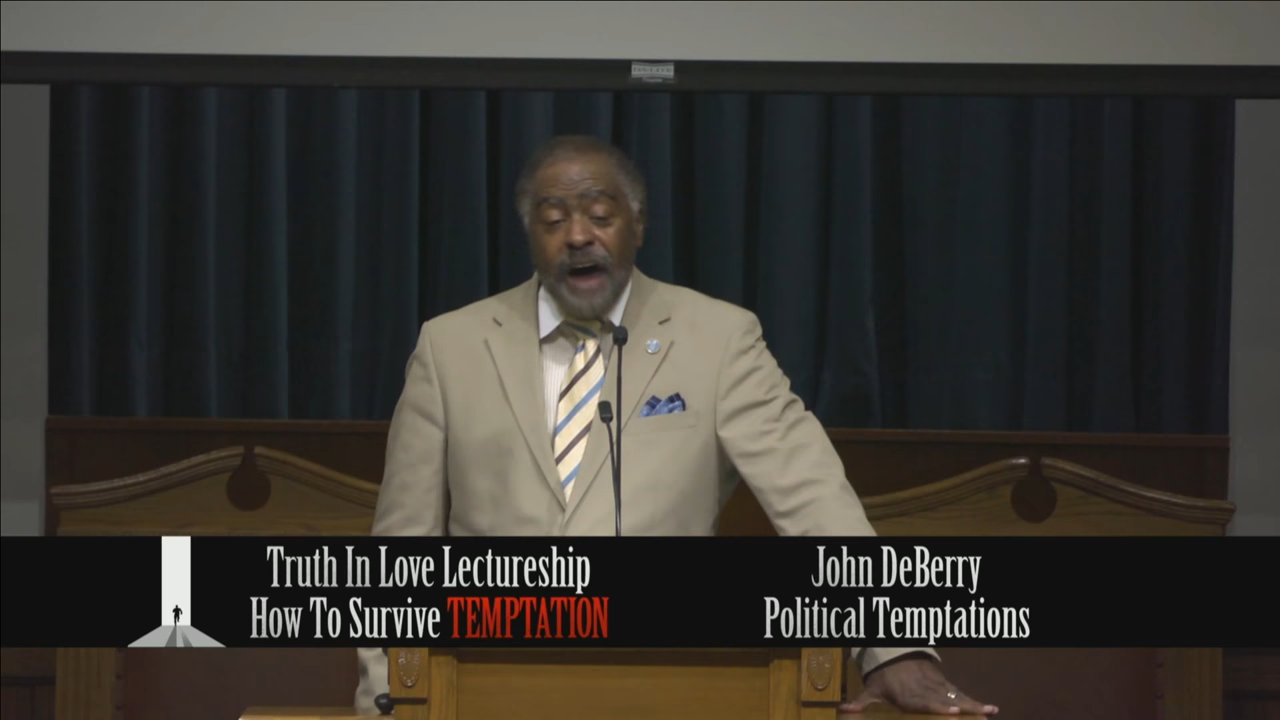 Truth In Love Lectureship
How To Survive TEMPTATION
John DeBerry
Political Temptations